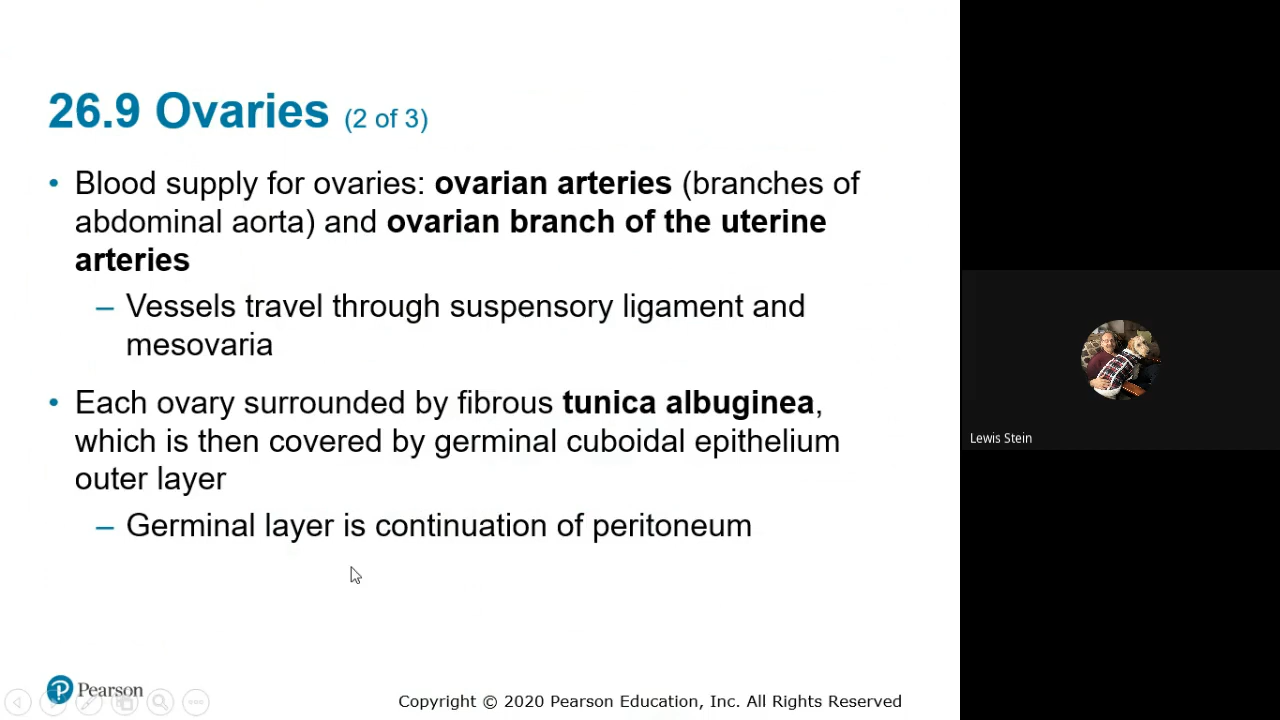 26.9 Ovaries (2 of 3)
• Blood supply for ovaries: ovarian arteries (branches of
abdominal aorta) and ovarian branch of the uterine
arteries
– Vessels travel through suspensory ligament and
mesovaria
• Each ovary surrounded by fibrous tunica albuginea,
which is then covered by germinal cuboidal epithelium
outer layer
– Germinal layer is continuation of peritoneum
Lewis Stein
Pearson
Copyright © 2020 Pearson Education, Inc. All Rights Reserved